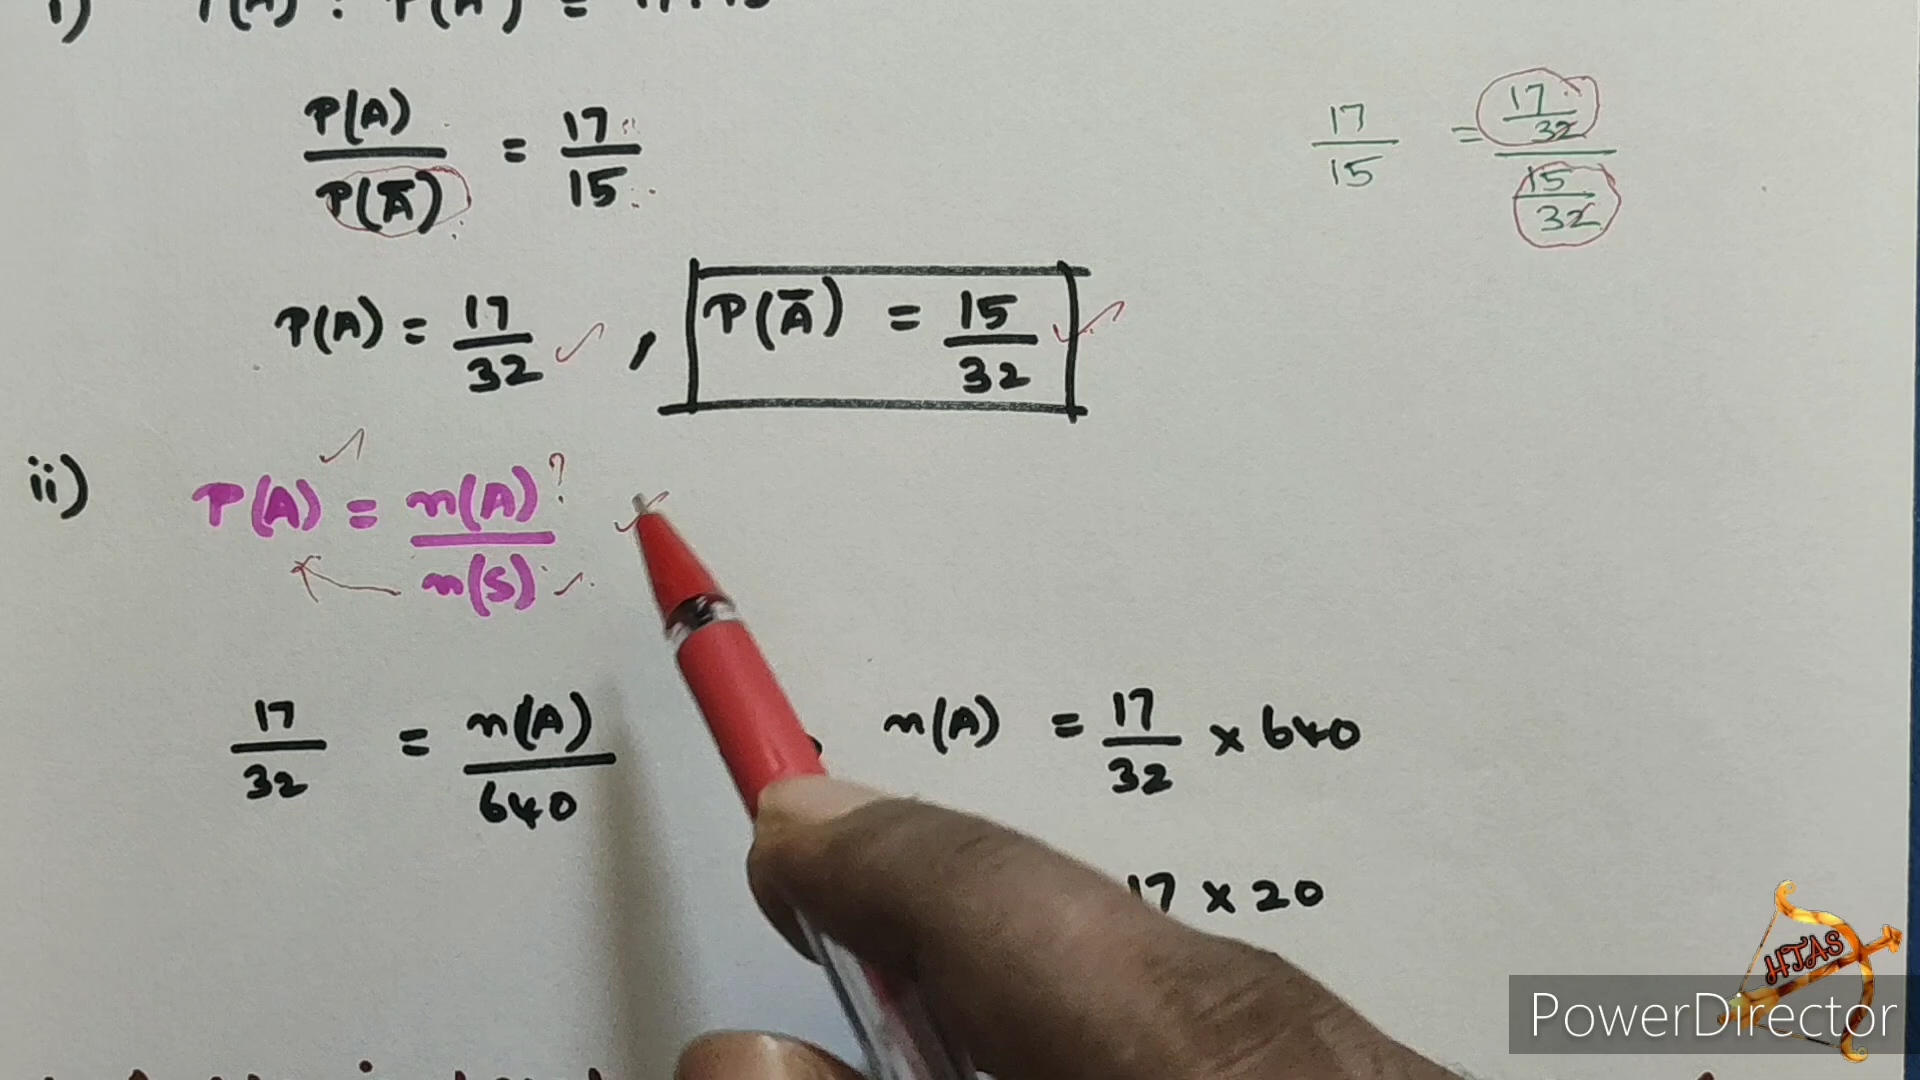 i) P(A) : P(Ā) = 17:15
P(A)/P(Ā) = 17/15
17/15 = (17/32)/(15/32)
P(A) = 17/32 , P(Ā) = 15/32
ii) P(A) = n(A)/n(S) ?
17/32 = n(A)/640
n(A) = 17/32 × 640
17 × 20
HTAS
PowerDirector